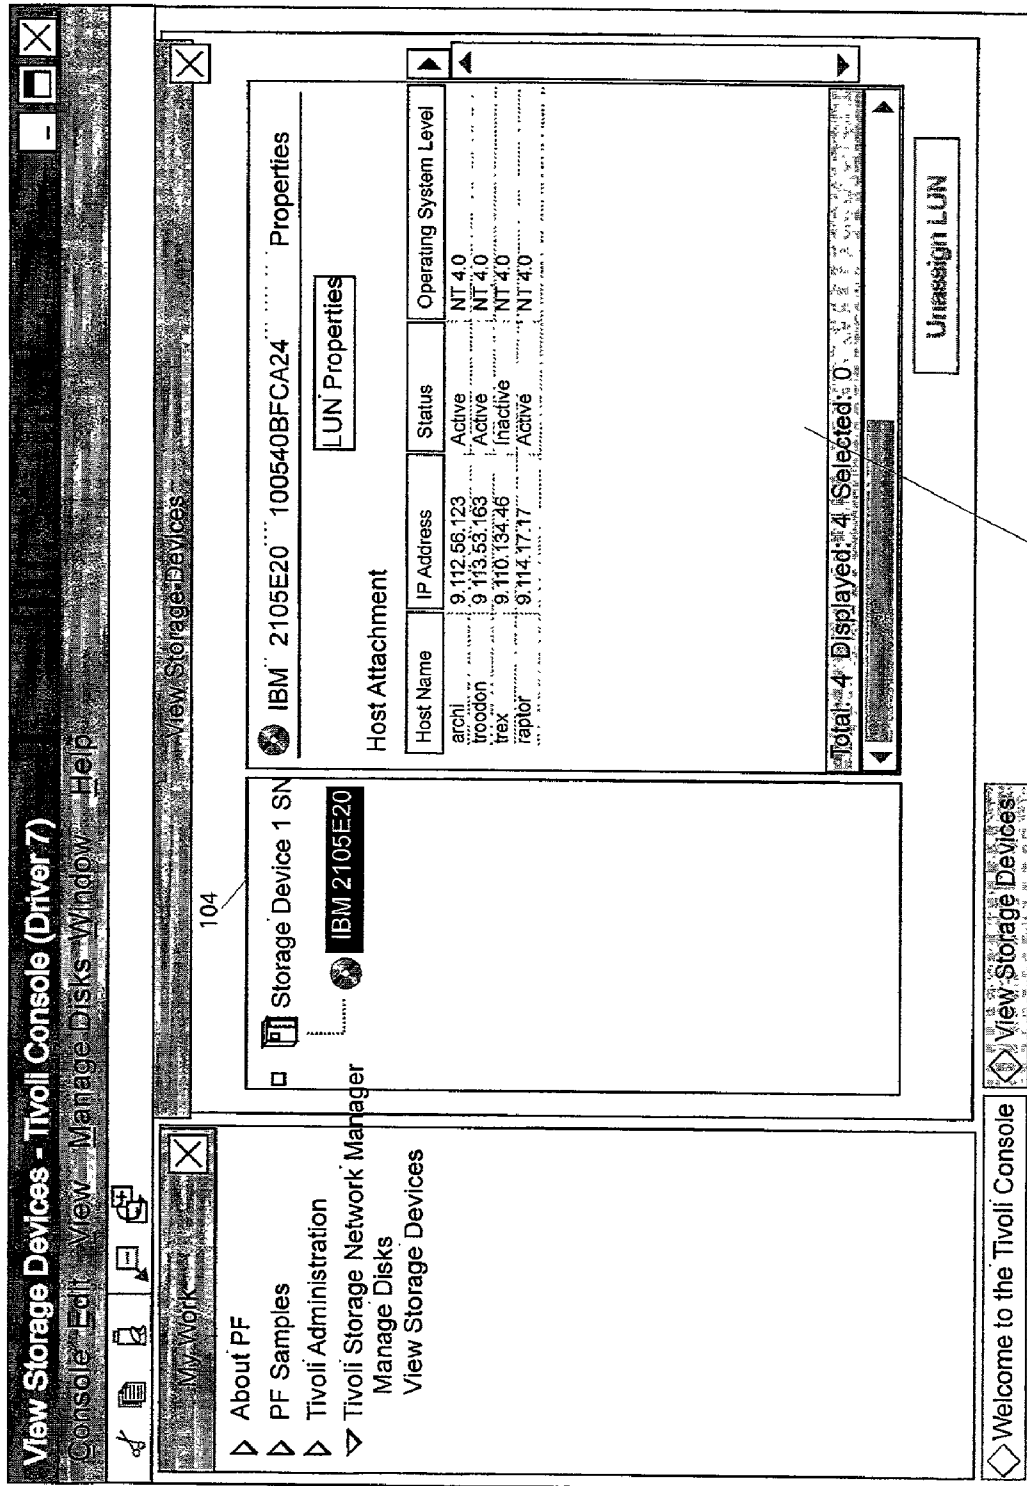 View Storage Devices - Tivoli Console (Driver 7)
Console Edit View Manage Disks Window Help
My Work
About PF
PF Samples
Tivoli Administration
Tivoli Storage Network Manager
Manage Disks
View Storage Devices
View Storage Devices
104
Storage Device 1 SN
IBM 2105E20
IBM 2105E20 100540BFCA24 Properties
LUN Properties
Host Attachment
Host Name IP Address Status Operating System Level
archi 9.112.56.123 Active NT 4.0
troodon 9.113.53.163 Active NT 4.0
trex 9.110.134.46 Inactive NT 4.0
raptor 9.114.17.17 Active NT 4.0
Total: 4 Displayed: 4 Selected: 0
Unassign LUN
Welcome to the Tivoli Console
View Storage Devices